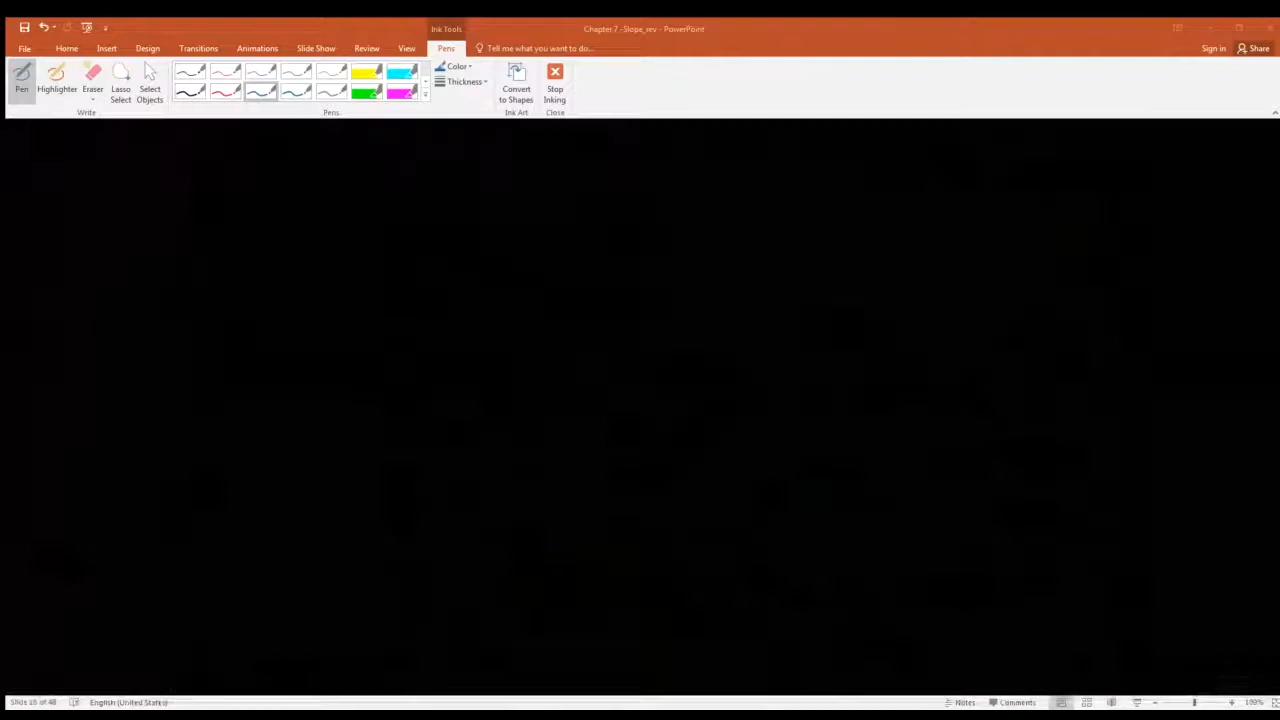 Ink Tools
Chapter 7 -Slope_rev - PowerPoint
File Home Insert Design Transitions Animations Slide Show Review View Pens Tell me what you want to do... Sign in Share
Pen
Highlighter
Eraser
Lasso Select
Select Objects
Write
Pens
Color
Thickness
Convert to Shapes
Ink Art
Stop Inking
Close
English (United States)
Notes Comments